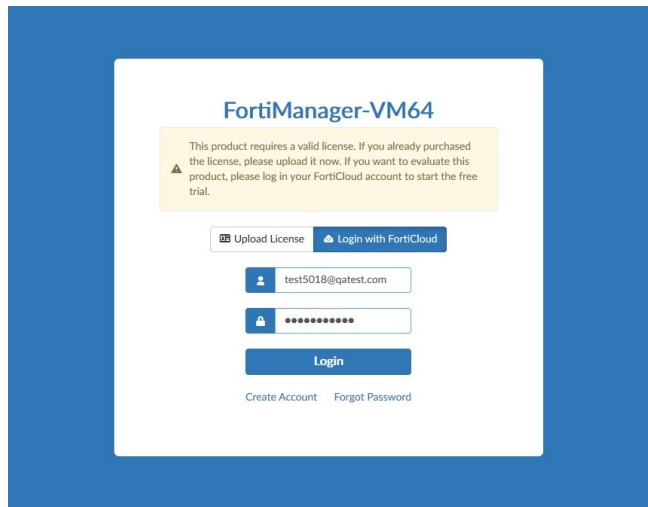 FortiManager-VM64
This product requires a valid license. If you already purchased
the license, please upload it now. If you want to evaluate this
product, please log in your FortiCloud account to start the free
trial.
Upload License Login with FortiCloud
test5018@qatest.com
●●●●●●●●●●●
Login
Create Account Forgot Password